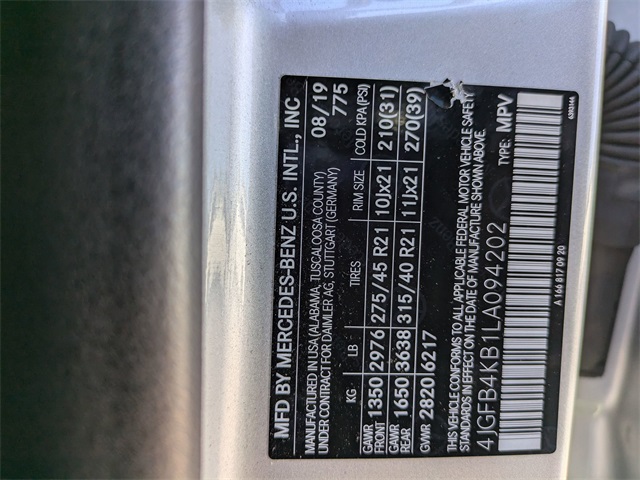 MFD BY MERCEDES-BENZ U.S. INTL., INC
MANUFACTURED IN USA (ALABAMA, TUSCALOOSA COUNTY) 08/19
UNDER CONTRACT FOR DAIMLER AG, STUTTGART (GERMANY) 775
KG LB TIRES RIM SIZE COLD KPA(PSI)
GAWR FRONT 1350 2976 275/45 R21 10Jx21 210(31)
GAWR REAR 1650 3638 315/40 R21 11Jx21 270(39)
GVWR 2820 6217
THIS VEHICLE CONFORMS TO ALL APPLICABLE FEDERAL MOTOR VEHICLE SAFETY
STANDARDS IN EFFECT ON THE DATE OF MANUFACTURE SHOWN ABOVE.
4JGFB4KB1LA094202 TYPE: MPV
A 166 817 09 20